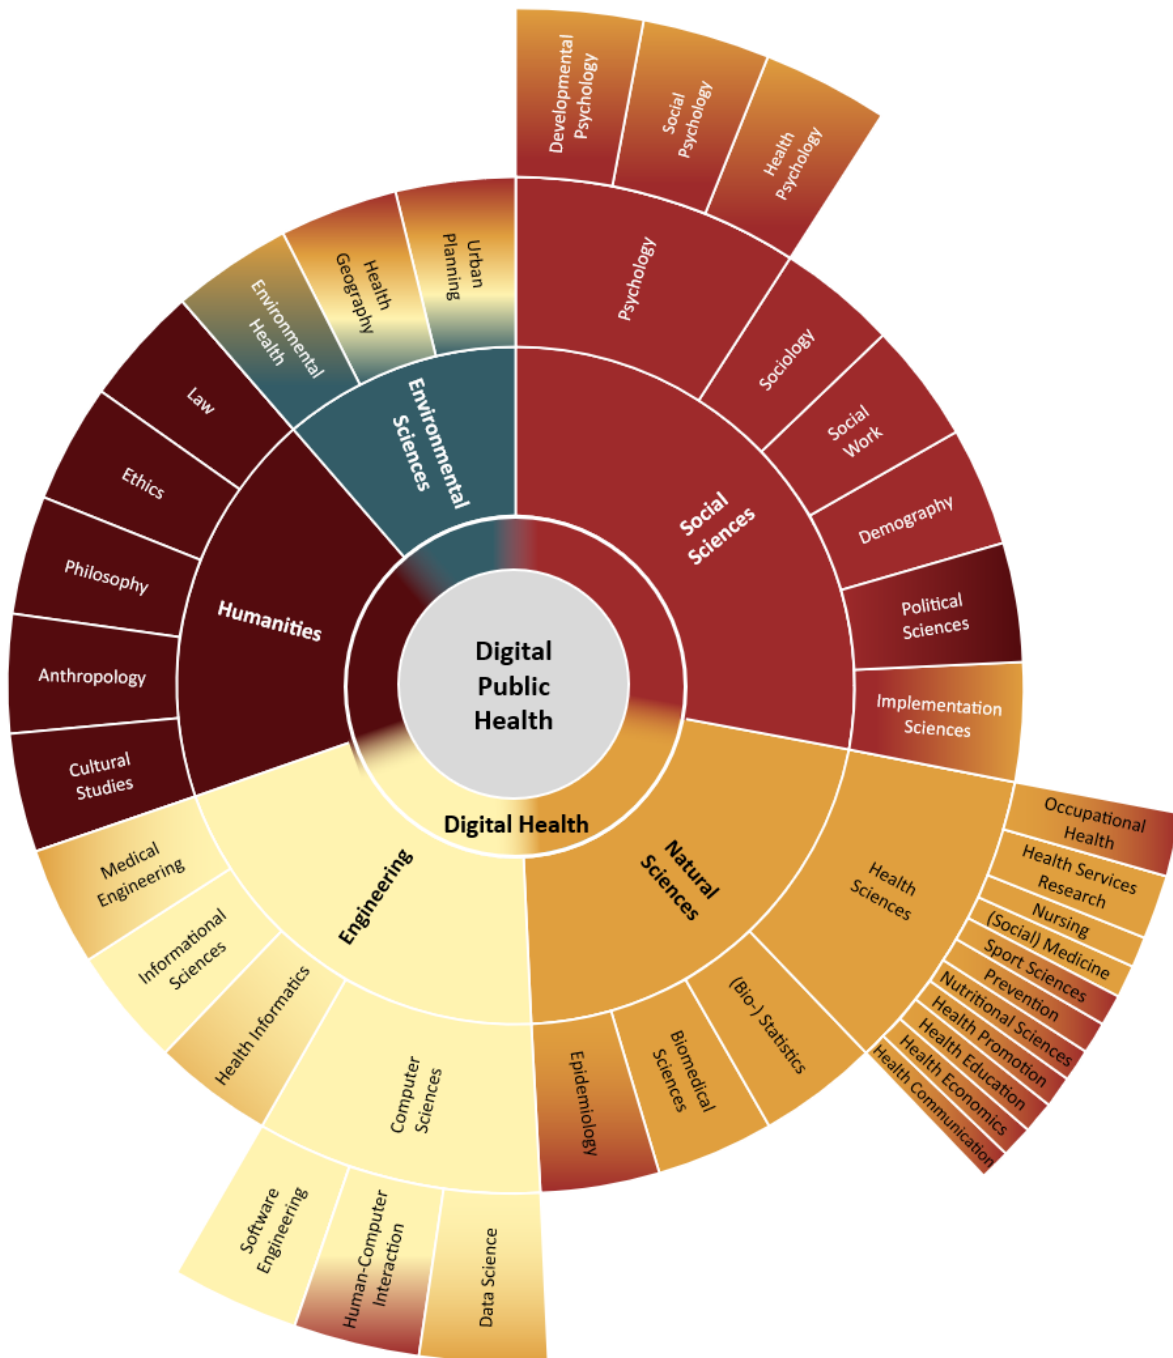 Digital
Public
Health
Digital Health
Social
Sciences
Psychology
Developmental
Psychology
Social
Psychology
Health
Psychology
Sociology
Social
Work
Demography
Political
Sciences
Implementation
Sciences
Natural
Sciences
Health
Sciences
Occupational
Health
Health Services
Research
Nursing
(Social) Medicine
Sport Sciences
Prevention
Nutritional Sciences
Health Promotion
Health Education
Health Economics
Health Communication
(Bio-) Statistics
Biomedical
Sciences
Epidemiology
Engineering
Computer
Sciences
Data Science
Human-Computer
Interaction
Software
Engineering
Health Informatics
Informational
Sciences
Medical
Engineering
Humanities
Cultural
Studies
Anthropology
Philosophy
Ethics
Law
Environmental
Sciences
Environmental
Health
Health
Geography
Urban
Planning